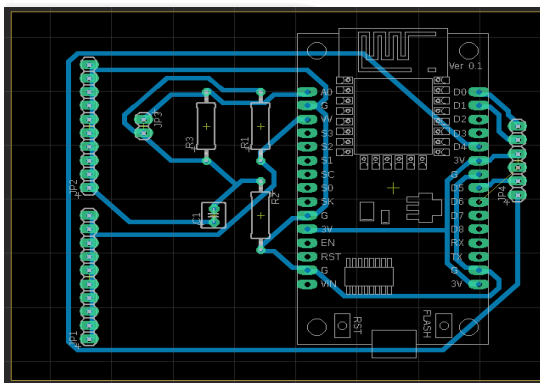 Ver 0.1
A0
G
VV
S3
S2
S1
SC
S0
SK
G
3V
EN
RST
G
VIN
D0
D1
D2
D3
D4
3V
G
D5
D6
D7
D8
RX
TX
G
3V
JP2
JP1
JP3
JP4
R3
R1
R2
C1
RST
FLASH